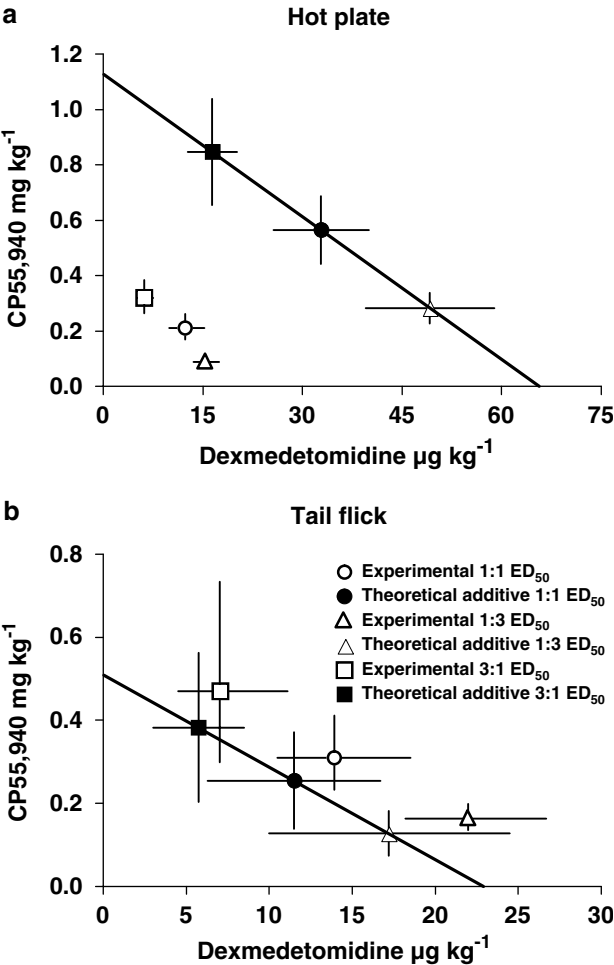 a
Hot plate
1.2
1.0
0.8
0.6
0.4
0.2
0.0
CP55,940 mg kg⁻¹
0 15 30 45 60 75
Dexmedetomidine µg kg⁻¹
b
Tail flick
0.8
0.6
0.4
0.2
0.0
CP55,940 mg kg⁻¹
Experimental 1:1 ED₅₀
Theoretical additive 1:1 ED₅₀
Experimental 1:3 ED₅₀
Theoretical additive 1:3 ED₅₀
Experimental 3:1 ED₅₀
Theoretical additive 3:1 ED₅₀
0 5 10 15 20 25 30
Dexmedetomidine µg kg⁻¹